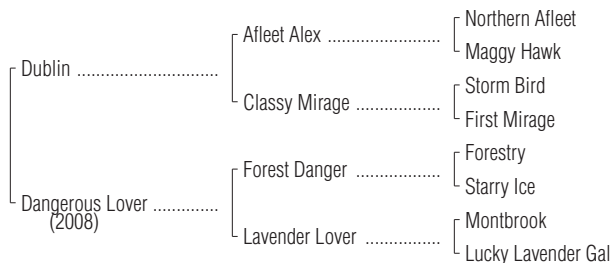 Northern Afleet
Afleet Alex ........................
Maggy Hawk
Dublin ..............................
Storm Bird
Classy Mirage ..................
First Mirage
Forestry
Forest Danger ..................
Starry Ice
Dangerous Lover ..............
(2008)
Montbrook
Lavender Lover ................
Lucky Lavender Gal